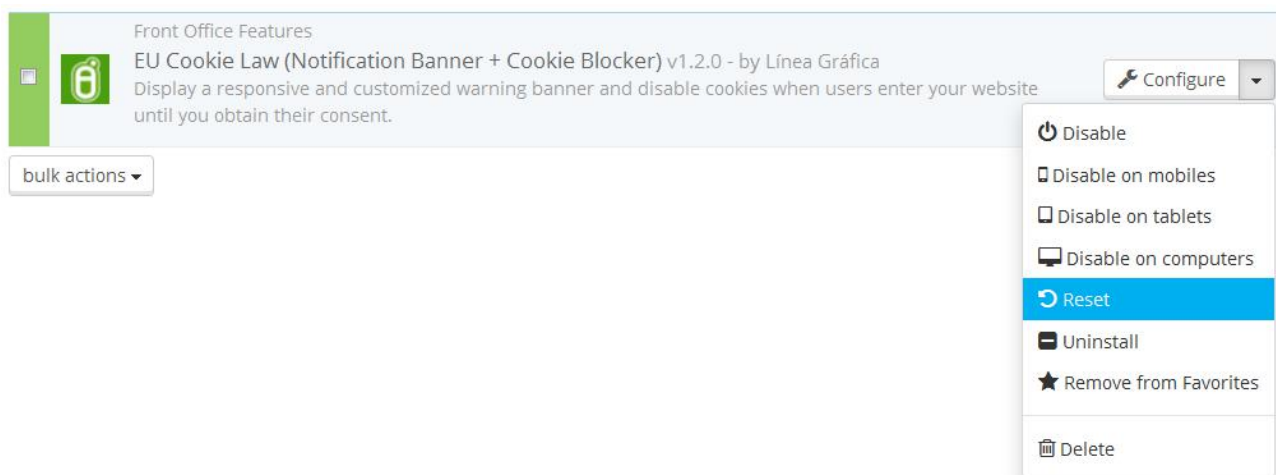 Front Office Features
EU Cookie Law (Notification Banner + Cookie Blocker) v1.2.0 - by Línea Gráfica
Display a responsive and customized warning banner and disable cookies when users enter your website
until you obtain their consent.
Configure
bulk actions
Disable
Disable on mobiles
Disable on tablets
Disable on computers
Reset
Uninstall
Remove from Favorites
Delete